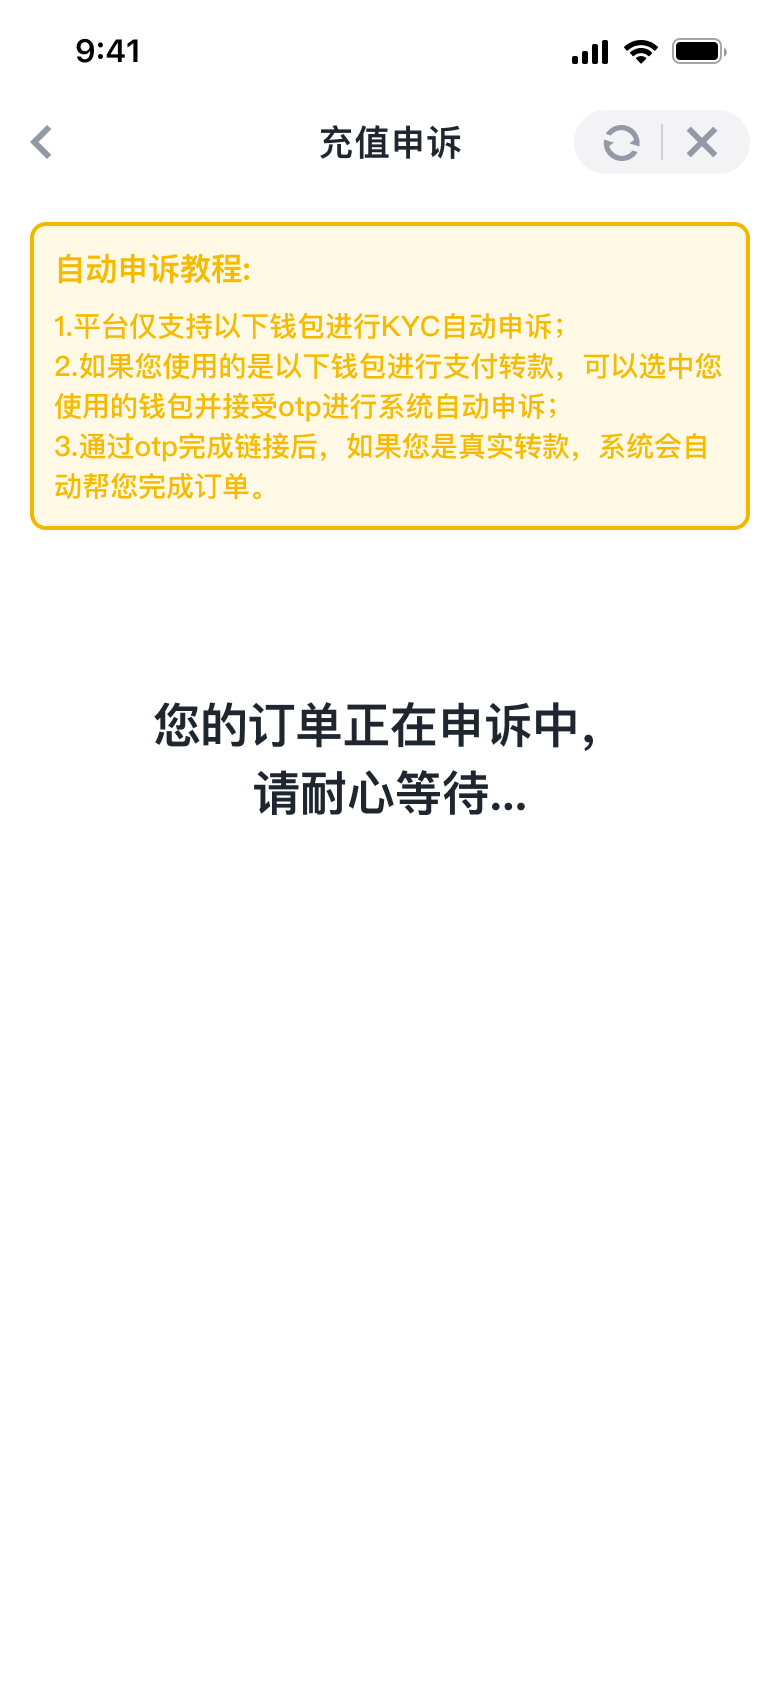 9:41
充值申诉
自动申诉教程:
1.平台仅支持以下钱包进行KYC自动申诉；
2.如果您使用的是以下钱包进行支付转款，可以选中您
使用的钱包并接受otp进行系统自动申诉；
3.通过otp完成链接后，如果您是真实转款，系统会自
动帮您完成订单。
您的订单正在申诉中，
请耐心等待...